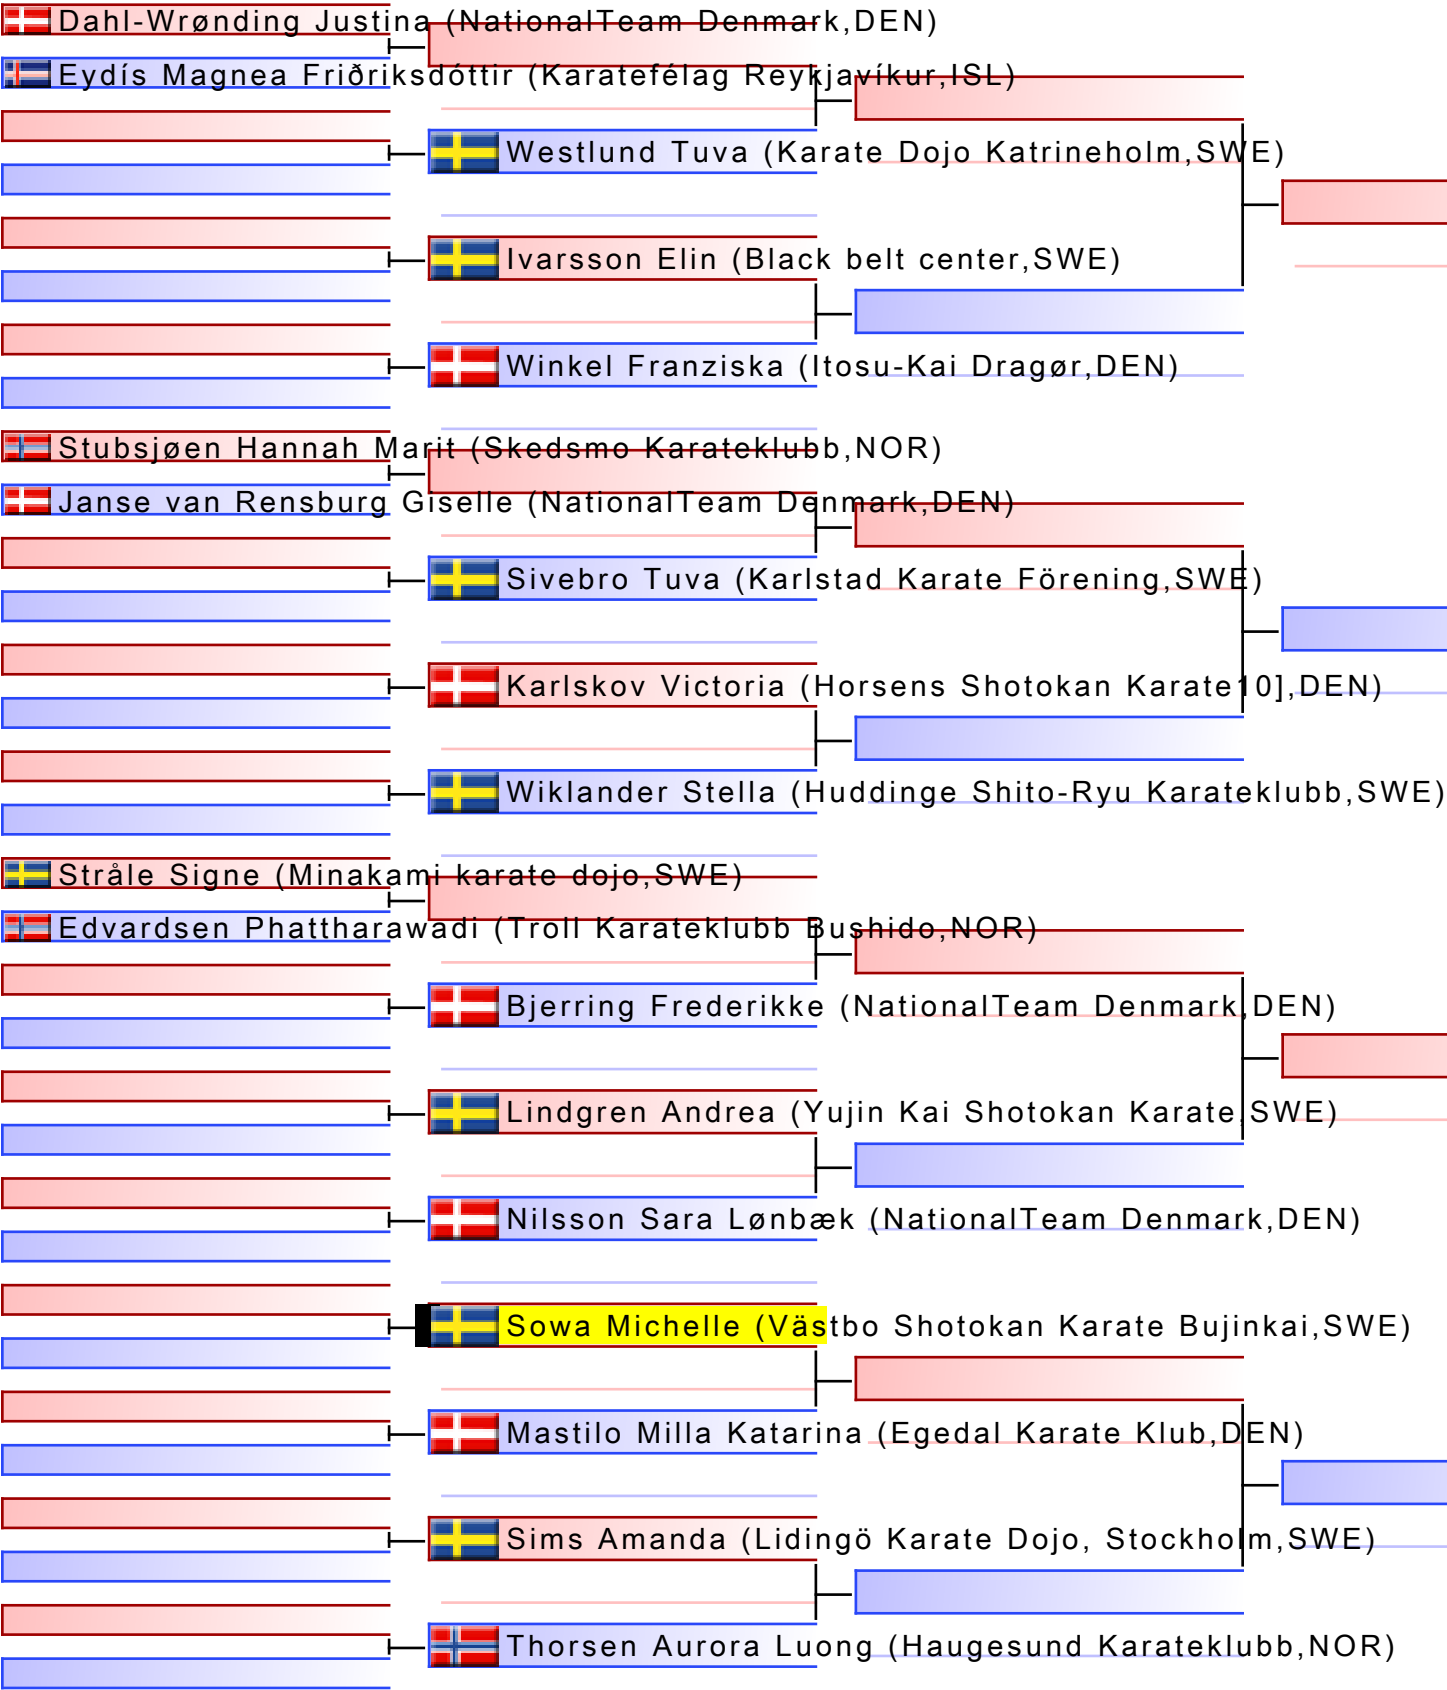 Dahl-Wrønding Justina (NationalTeam Denmark,DEN)
Eydís Magnea Friðriksdóttir (Karatefélag Reykjavíkur,ISL)
Westlund Tuva (Karate Dojo Katrineholm,SWE)
Ivarsson Elin (Black belt center,SWE)
Winkel Franziska (Itosu-Kai Dragør,DEN)
Stubsjøen Hannah Marit (Skedsmo Karateklubb,NOR)
Janse van Rensburg Giselle (NationalTeam Denmark,DEN)
Sivebro Tuva (Karlstad Karate Förening,SWE)
Karlskov Victoria (Horsens Shotokan Karate10],DEN)
Wiklander Stella (Huddinge Shito-Ryu Karateklubb,SWE)
Stråle Signe (Minakami karate dojo,SWE)
Edvardsen Phattharawadi (Troll Karateklubb Bushido,NOR)
Bjerring Frederikke (NationalTeam Denmark,DEN)
Lindgren Andrea (Yujin Kai Shotokan Karate,SWE)
Nilsson Sara Lønbæk (NationalTeam Denmark,DEN)
Sowa Michelle (Västbo Shotokan Karate Bujinkai,SWE)
Mastilo Milla Katarina (Egedal Karate Klub,DEN)
Sims Amanda (Lidingö Karate Dojo, Stockholm,SWE)
Thorsen Aurora Luong (Haugesund Karateklubb,NOR)